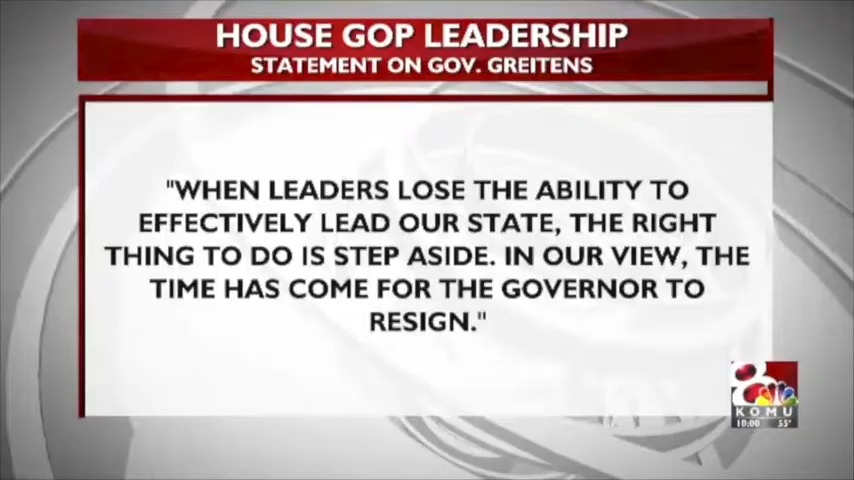 HOUSE GOP LEADERSHIP
STATEMENT ON GOV. GREITENS
"WHEN LEADERS LOSE THE ABILITY TO
EFFECTIVELY LEAD OUR STATE, THE RIGHT
THING TO DO IS STEP ASIDE. IN OUR VIEW, THE
TIME HAS COME FOR THE GOVERNOR TO
RESIGN."
8
KOMU
10:00 55°